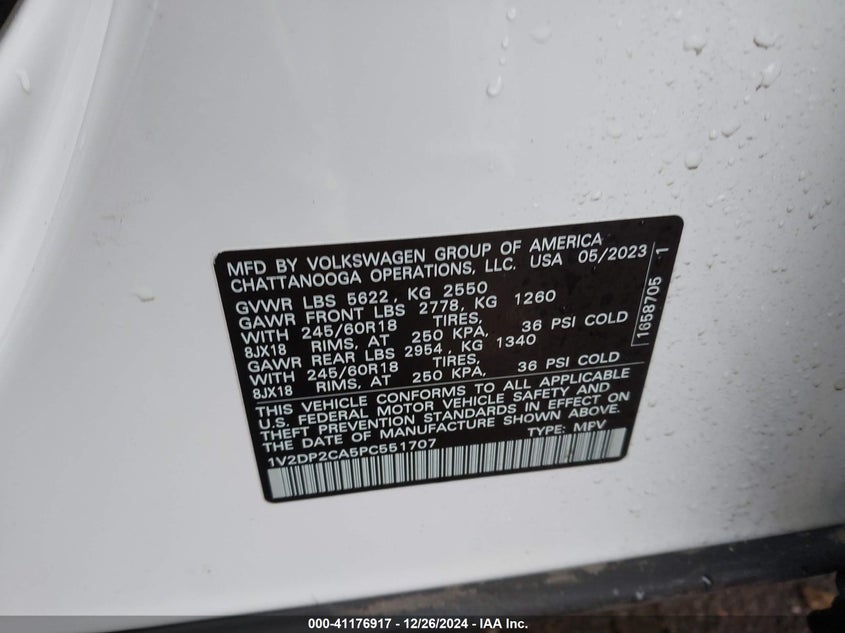 MFD BY VOLKSWAGEN GROUP OF AMERICA
CHATTANOOGA OPERATIONS, LLC. USA 05/2023
GVWR LBS 5622, KG 2550
GAWR FRONT LBS 2778, KG 1260
WITH 245/60R18 TIRES,
8JX18 RIMS, AT 250 KPA, 36 PSI COLD
GAWR REAR LBS 2954, KG 1340
WITH 245/60R18 TIRES,
8JX18 RIMS, AT 250 KPA, 36 PSI COLD
THIS VEHICLE CONFORMS TO ALL APPLICABLE
U.S. FEDERAL MOTOR VEHICLE SAFETY AND
THEFT PREVENTION STANDARDS IN EFFECT ON
THE DATE OF MANUFACTURE SHOWN ABOVE.
1V2DP2CA5PC551707 TYPE: MPV
1658705 1
000-41176917 - 12/26/2024 - IAA Inc.